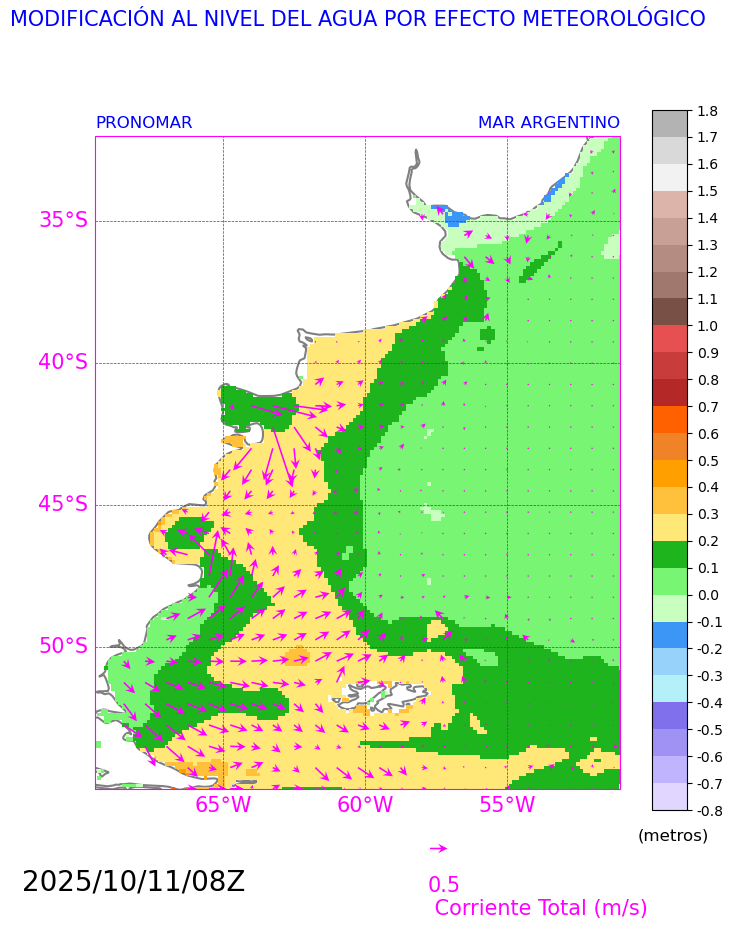 MODIFICACIÓN AL NIVEL DEL AGUA POR EFECTO METEOROLÓGICO
PRONOMAR
MAR ARGENTINO
35°S
40°S
45°S
50°S
65°W
60°W
55°W
1.8
1.7
1.6
1.5
1.4
1.3
1.2
1.1
1.0
0.9
0.8
0.7
0.6
0.5
0.4
0.3
0.2
0.1
0.0
-0.1
-0.2
-0.3
-0.4
-0.5
-0.6
-0.7
-0.8
(metros)
2025/10/11/08Z
0.5
Corriente Total (m/s)